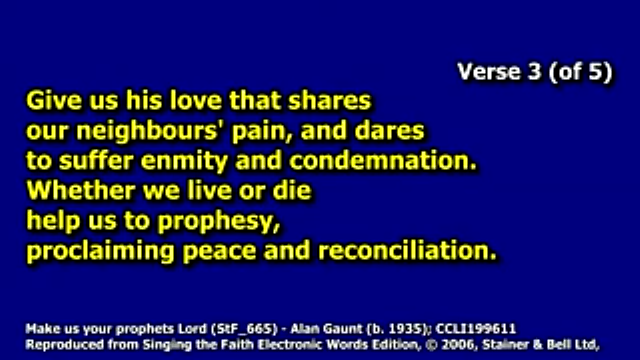 Verse 3 (of 5)
Give us his love that shares
our neighbours' pain, and dares
to suffer enmity and condemnation.
Whether we live or die
help us to prophesy,
proclaiming peace and reconciliation.
Make us your prophets Lord (StF_665) - Alan Gaunt (b. 1935); CCLI199611
Reproduced from Singing the Faith Electronic Words Edition, © 2006, Stainer & Bell Ltd,